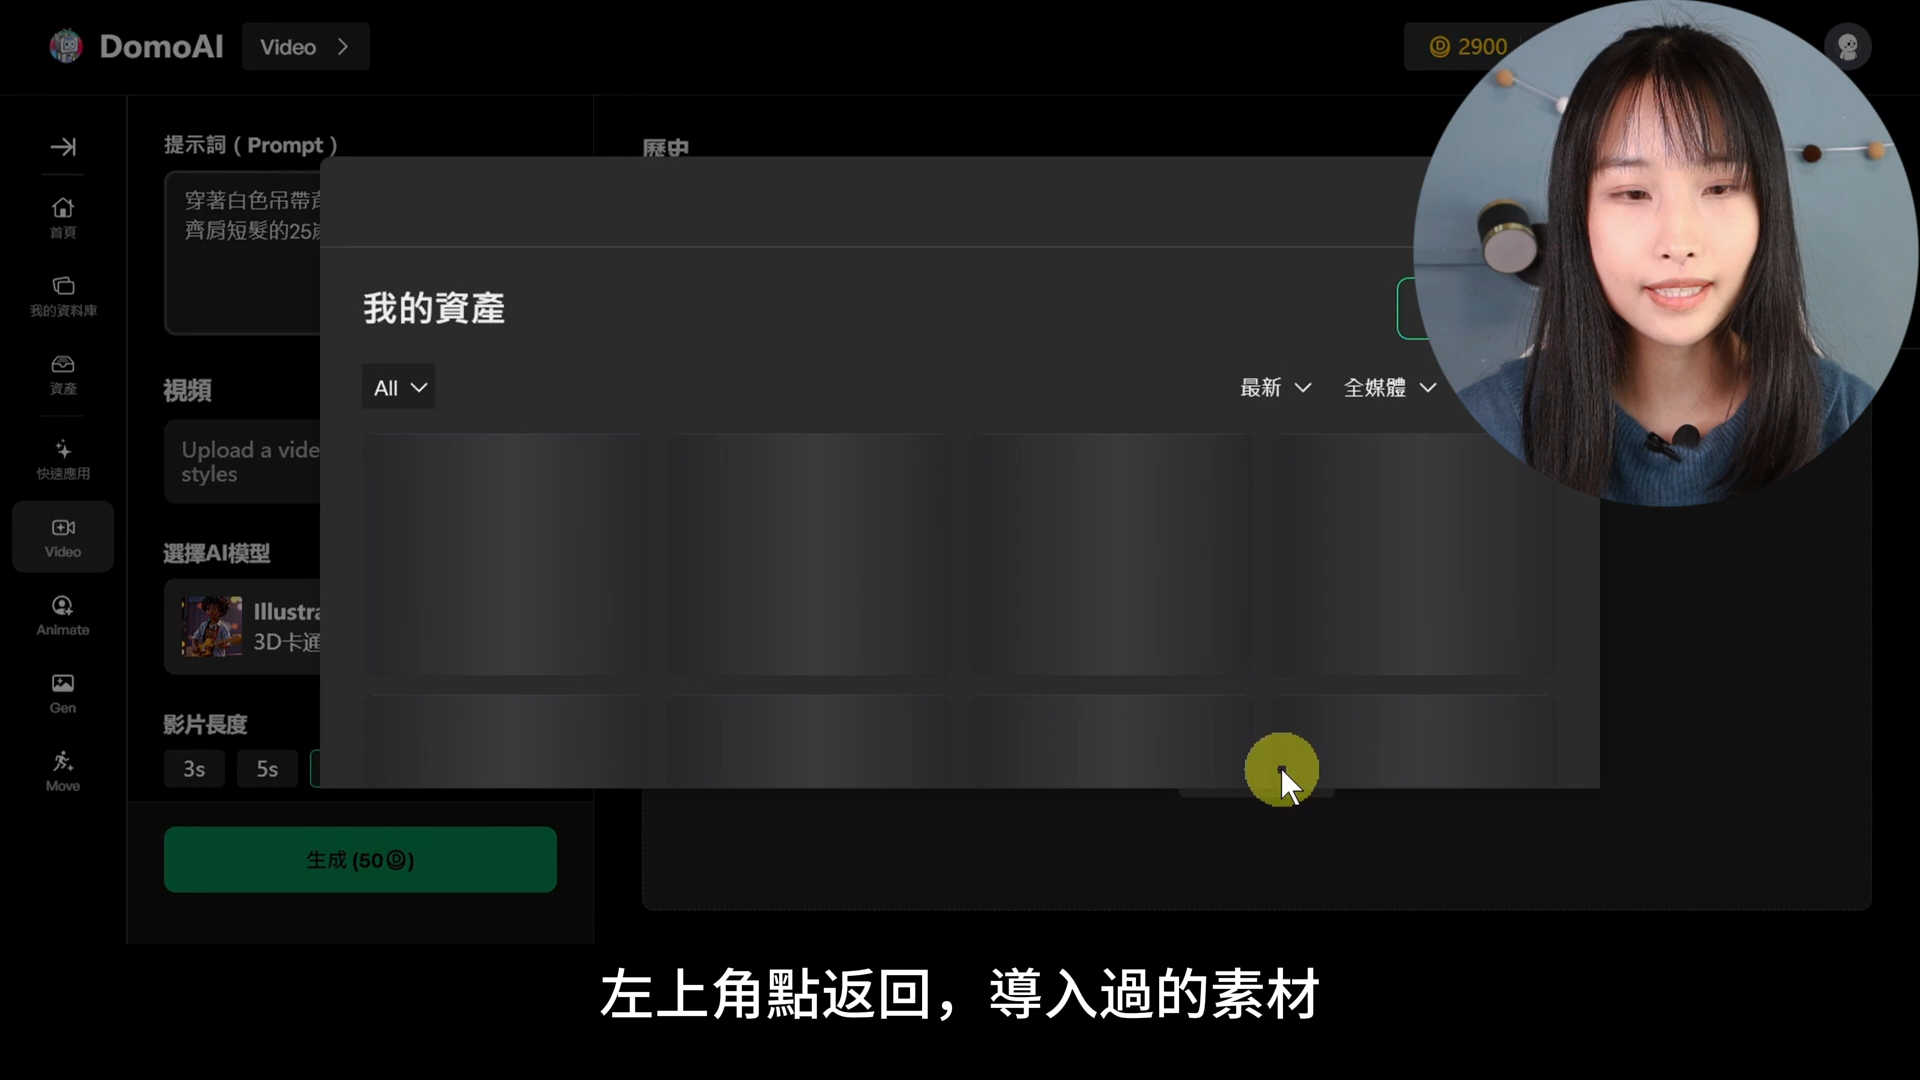 DomoAI
Video
2900
提示詞 ( Prompt )
歷史
穿著白色吊帶
齊肩短髮的25
首頁
我的資料庫
資產
快速應用
Video
Animate
Gen
Move
視頻
Upload a vide
styles
選擇AI模型
Illustra
3D卡通
影片長度
3s
5s
生成 (50)
我的資產
All
最新
全媒體
左上角點返回，導入過的素材